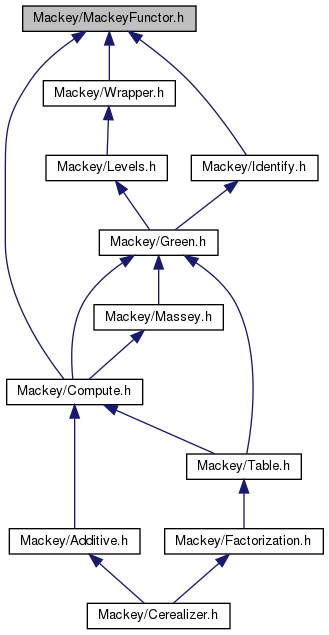 Mackey/MackeyFunctor.h
Mackey/Wrapper.h
Mackey/Levels.h
Mackey/Identify.h
Mackey/Green.h
Mackey/Massey.h
Mackey/Compute.h
Mackey/Table.h
Mackey/Additive.h
Mackey/Factorization.h
Mackey/Cerealizer.h